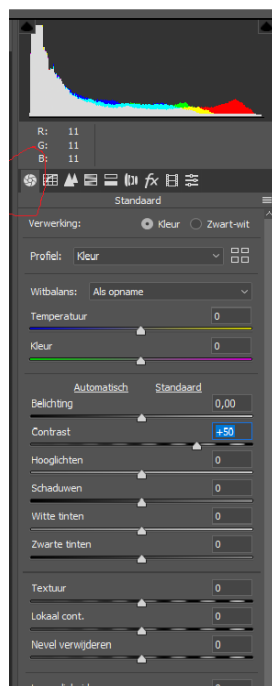 R: 11
G: 11
B: 11
fx
Standaard
Verwerking: Kleur Zwart-wit
Profiel: Kleur
Witbalans: Als opname
Temperatuur 0
Kleur 0
Automatisch Standaard
Belichting 0,00
Contrast +50
Hooglichten 0
Schaduwen 0
Witte tinten 0
Zwarte tinten 0
Textuur 0
Lokaal cont. 0
Nevel verwijderen 0